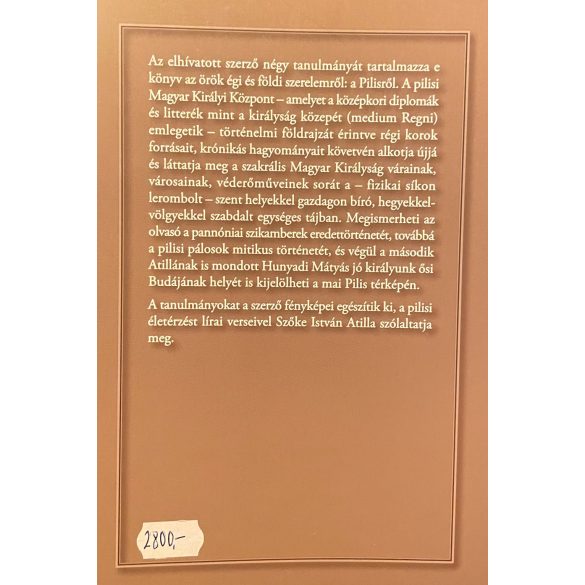 Az elhívatott szerző négy tanulmányát tartalmazza e
könyv az örök égi és földi szerelemről: a Pilisről. A pilisi
Magyar Királyi Központ – amelyet a középkori diplomák
és litterék mint a királyság közepét (medium Regni)
emlegetik – történelmi földrajzát érintve régi korok
forrásait, krónikás hagyományait követvén alkotja újjá
és láttatja meg a szakrális Magyar Királyság várainak,
városainak, véderőműveinek sorát a – fizikai síkon
lerombolt – szent helyekkel gazdagon bíró, hegyekkel-
völgyekkel szabdalt egységes tájban. Megismerheti az
olvasó a pannóniai szikamberek eredettörténetét, továbbá
a pilisi pálosok mitikus történetét, és végül a második
Atillának is mondott Hunyadi Mátyás jó királyunk ősi
Budájának helyét is kijelölheti a mai Pilis térképén.
A tanulmányokat a szerző fényképei egészítik ki, a pilisi
életérzést lírai verseivel Szőke István Atilla szólaltatja
meg.
2800,-